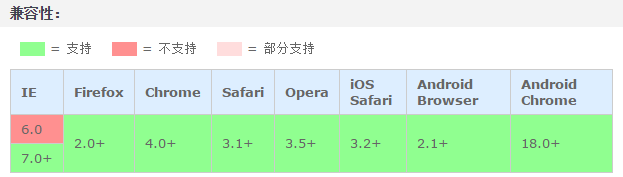 兼容性：
= 支持 = 不支持 = 部分支持
IE Firefox Chrome Safari Opera iOS Safari Android Browser Android Chrome
6.0 2.0+ 4.0+ 3.1+ 3.5+ 3.2+ 2.1+ 18.0+
7.0+